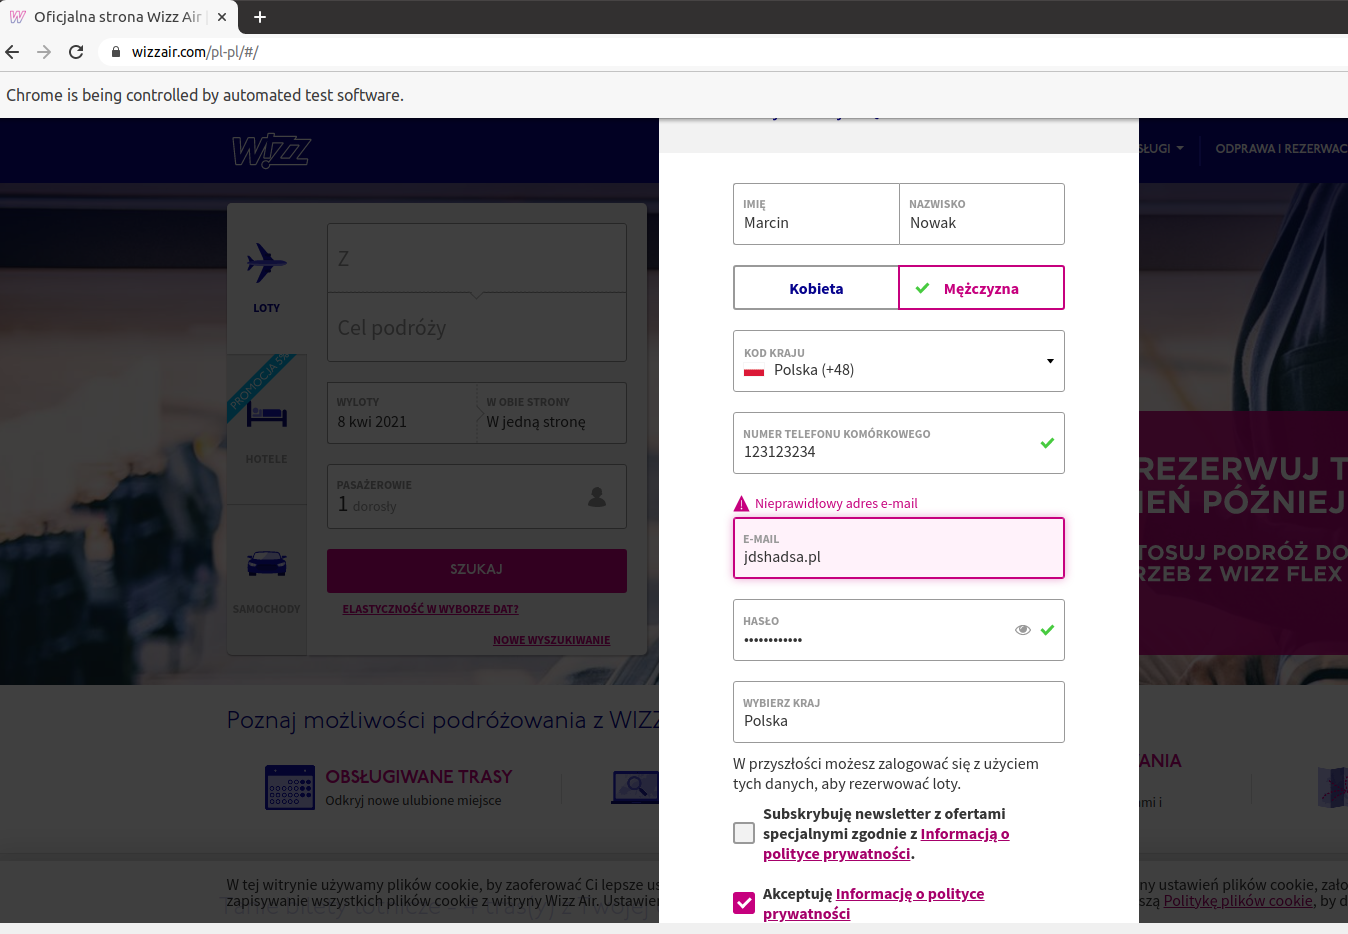 Oficjalna strona Wizz Air
wizzair.com/pl-pl/#/
Chrome is being controlled by automated test software.
WIZZ
ODPRAWA I REZERWAC
LOTY
Z
Cel podróży
PROMOCJA
WYLOTY
8 kwi 2021
W OBIE STRONY
W jedną stronę
HOTELE
PASAŻEROWIE
1 dorosły
SAMOCHODY
SZUKAJ
ELASTYCZNOŚĆ W WYBORZE DAT?
NOWE WYSZUKIWANIE
IMIĘ
Marcin
NAZWISKO
Nowak
Kobieta
Mężczyzna
KOD KRAJU
Polska (+48)
NUMER TELEFONU KOMÓRKOWEGO
123123234
Nieprawidłowy adres e-mail
E-MAIL
jdshadsa.pl
HASŁO
••••••••••••
WYBIERZ KRAJ
Polska
W przyszłości możesz zalogować się z użyciem
tych danych, aby rezerwować loty.
Subskrybuję newsletter z ofertami
specjalnymi zgodnie z Informacją o
polityce prywatności.
Akceptuję Informację o polityce
prywatności
REZERWUJ T
IEŃ PÓŹNIEJ
TOSUJ PODRÓŻ DO
RZEB Z WIZZ FLEX
Poznaj możliwości podróżowania z WIZZ
OBSŁUGIWANE TRASY
Odkryj nowe ulubione miejsce
ANIA
ami i
W tej witrynie używamy plików cookie, by zaoferować Ci lepsze us
zapisywanie wszystkich plików cookie z witryny Wizz Air. Ustawien
ny ustawień plików cookie, zało
szą Politykę plików cookie, by d